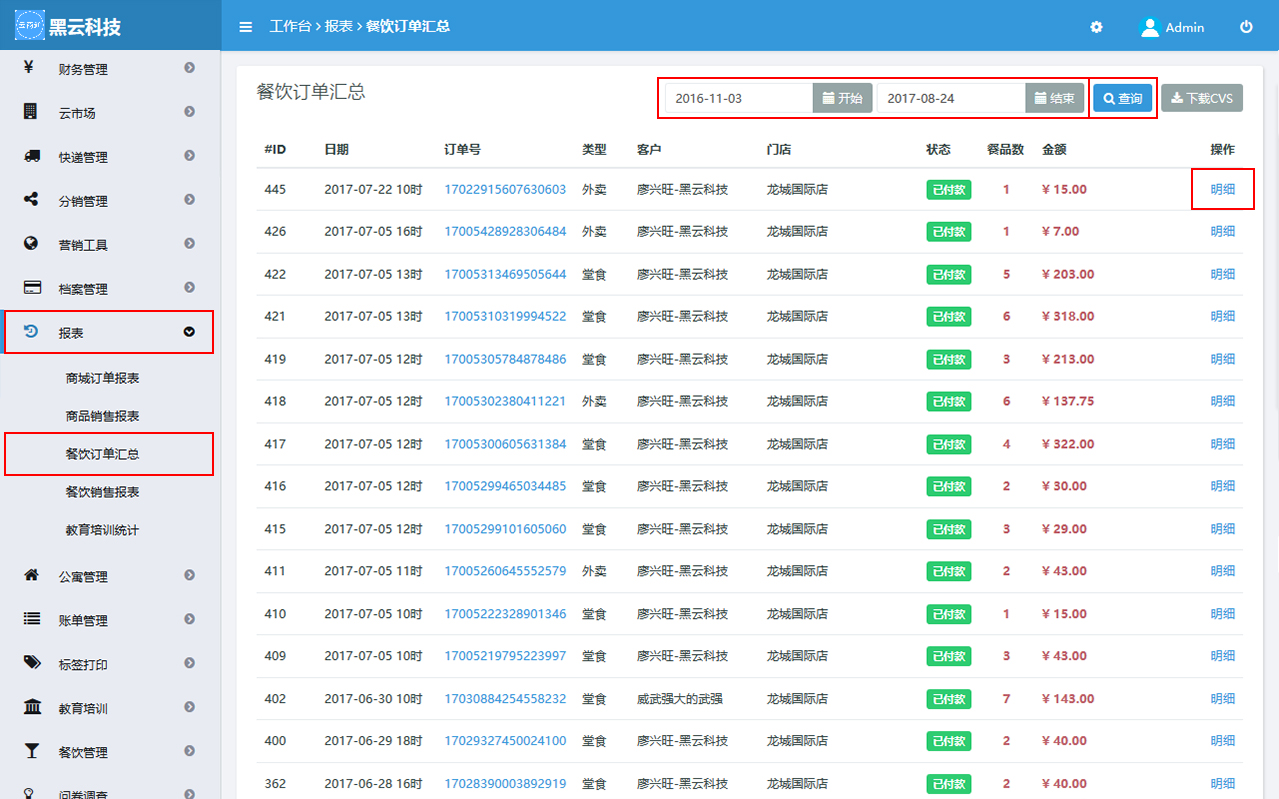 黑云科技
工作台 报表 餐饮订单汇总 Admin
财务管理
云市场
快递管理
分销管理
营销工具
档案管理
报表
商城订单报表
商品销售报表
餐饮订单汇总
餐饮销售报表
教育培训统计
公寓管理
账单管理
标签打印
教育培训
餐饮管理
问卷调查
餐饮订单汇总 2016-11-03 开始 2017-08-24 结束 查询 下载CVS
#ID 日期 订单号 类型 客户 门店 状态 餐品数 金额 操作
445 2017-07-22 10时 17022915607630603 外卖 廖兴旺-黑云科技 龙城国际店 已付款 1 ¥ 15.00 明细
426 2017-07-05 16时 17005428928306484 外卖 廖兴旺-黑云科技 龙城国际店 已付款 1 ¥ 7.00 明细
422 2017-07-05 13时 17005313469505644 堂食 廖兴旺-黑云科技 龙城国际店 已付款 5 ¥ 203.00 明细
421 2017-07-05 13时 17005310319994522 堂食 廖兴旺-黑云科技 龙城国际店 已付款 6 ¥ 318.00 明细
419 2017-07-05 12时 17005305784878486 堂食 廖兴旺-黑云科技 龙城国际店 已付款 3 ¥ 213.00 明细
418 2017-07-05 12时 17005302380411221 外卖 廖兴旺-黑云科技 龙城国际店 已付款 6 ¥ 137.75 明细
417 2017-07-05 12时 17005300605631384 堂食 廖兴旺-黑云科技 龙城国际店 已付款 4 ¥ 322.00 明细
416 2017-07-05 12时 17005299465034485 堂食 廖兴旺-黑云科技 龙城国际店 已付款 2 ¥ 30.00 明细
415 2017-07-05 12时 17005299101605060 堂食 廖兴旺-黑云科技 龙城国际店 已付款 3 ¥ 29.00 明细
411 2017-07-05 11时 17005260645552579 外卖 廖兴旺-黑云科技 龙城国际店 已付款 2 ¥ 43.00 明细
410 2017-07-05 10时 17005222328901346 堂食 廖兴旺-黑云科技 龙城国际店 已付款 1 ¥ 15.00 明细
409 2017-07-05 10时 17005219795223997 堂食 廖兴旺-黑云科技 龙城国际店 已付款 3 ¥ 43.00 明细
402 2017-06-30 10时 17030884254558232 堂食 威武强大的武强 龙城国际店 已付款 7 ¥ 143.00 明细
400 2017-06-29 18时 17029327450024100 堂食 廖兴旺-黑云科技 龙城国际店 已付款 2 ¥ 40.00 明细
362 2017-06-28 16时 17028390003892919 堂食 廖兴旺-黑云科技 龙城国际店 已付款 2 ¥ 40.00 明细